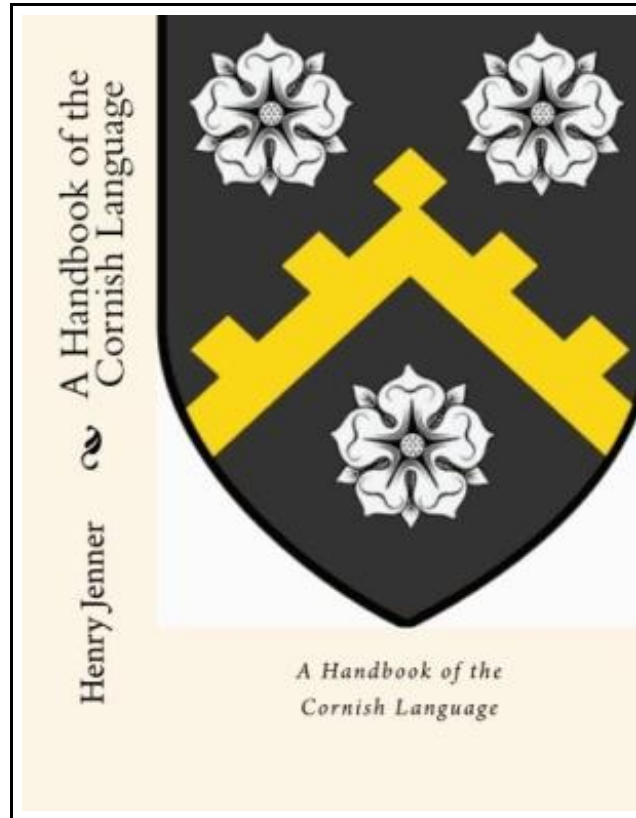 A Handbook of the
Cornish Language
Henry Jenner
A Handbook of the
Cornish Language